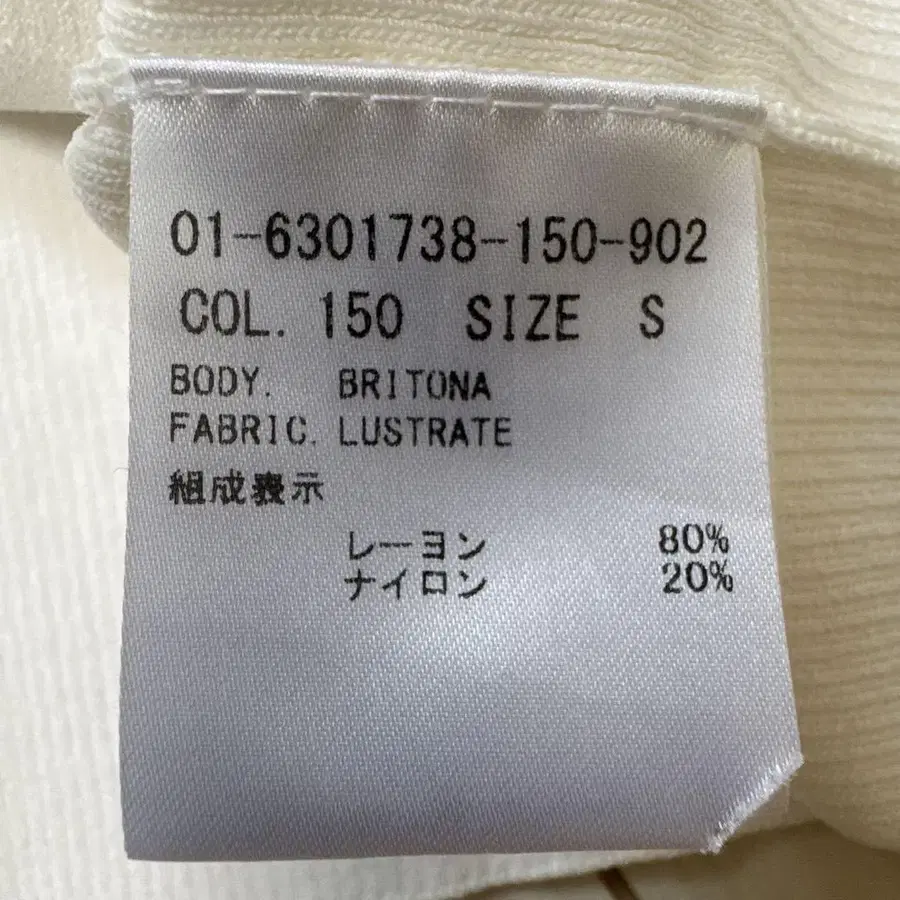 01-6301738-150-902
COL. 150 SIZE S
BODY. BRITONA
FABRIC. LUSTRATE
組成表示
レーヨン 80%
ナイロン 20%